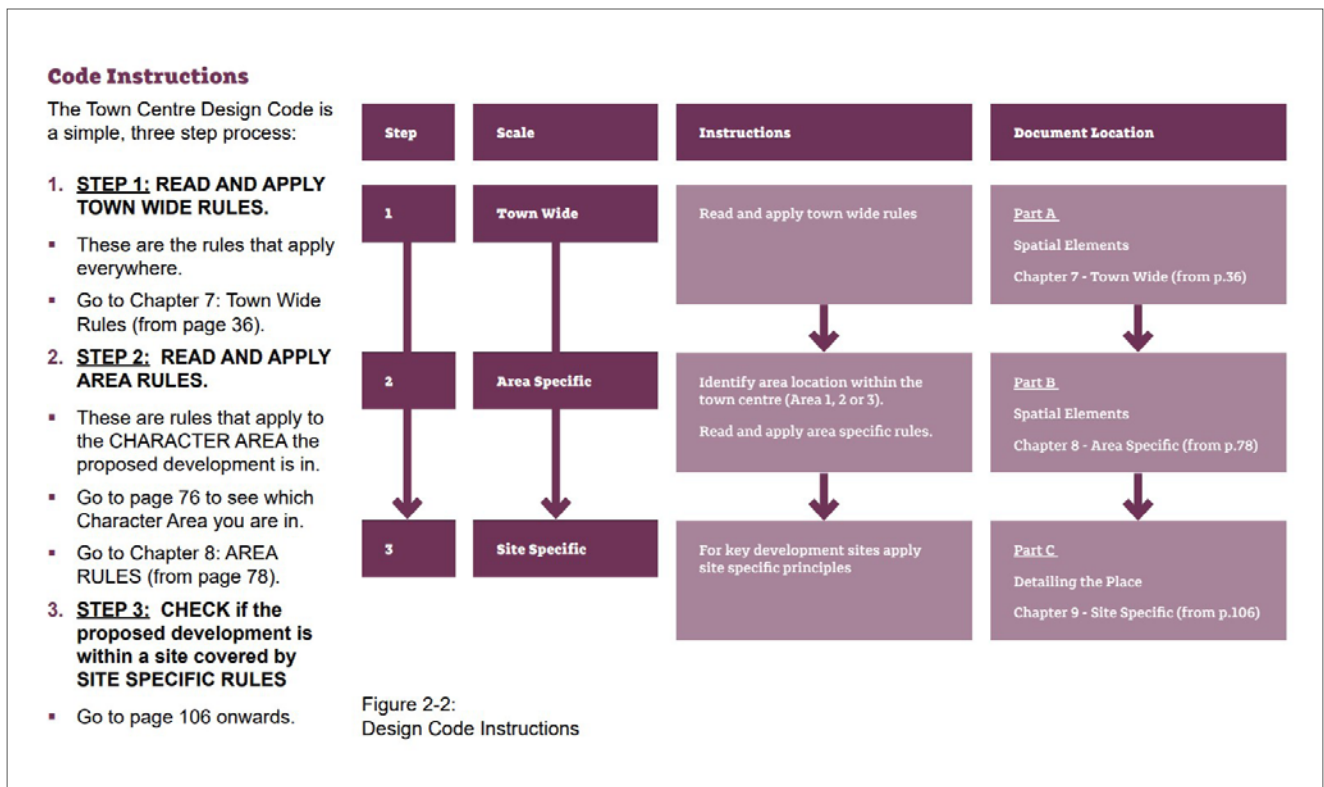 Code Instructions
The Town Centre Design Code is
a simple, three step process:
1. STEP 1: READ AND APPLY
TOWN WIDE RULES.
▪ These are the rules that apply
everywhere.
▪ Go to Chapter 7: Town Wide
Rules (from page 36).
2. STEP 2: READ AND APPLY
AREA RULES.
▪ These are rules that apply to
the CHARACTER AREA the
proposed development is in.
▪ Go to page 76 to see which
Character Area you are in.
▪ Go to Chapter 8: AREA
RULES (from page 78).
3. STEP 3: CHECK if the
proposed development is
within a site covered by
SITE SPECIFIC RULES
▪ Go to page 106 onwards.
Step
Scale
Instructions
Document Location
1
Town Wide
Read and apply town wide rules
Part A
Spatial Elements
Chapter 7 - Town Wide (from p.36)
2
Area Specific
Identify area location within the
town centre (Area 1, 2 or 3).
Read and apply area specific rules.
Part B
Spatial Elements
Chapter 8 - Area Specific (from p.78)
3
Site Specific
For key development sites apply
site specific principles
Part C
Detailing the Place
Chapter 9 - Site Specific (from p.106)
Figure 2-2:
Design Code Instructions